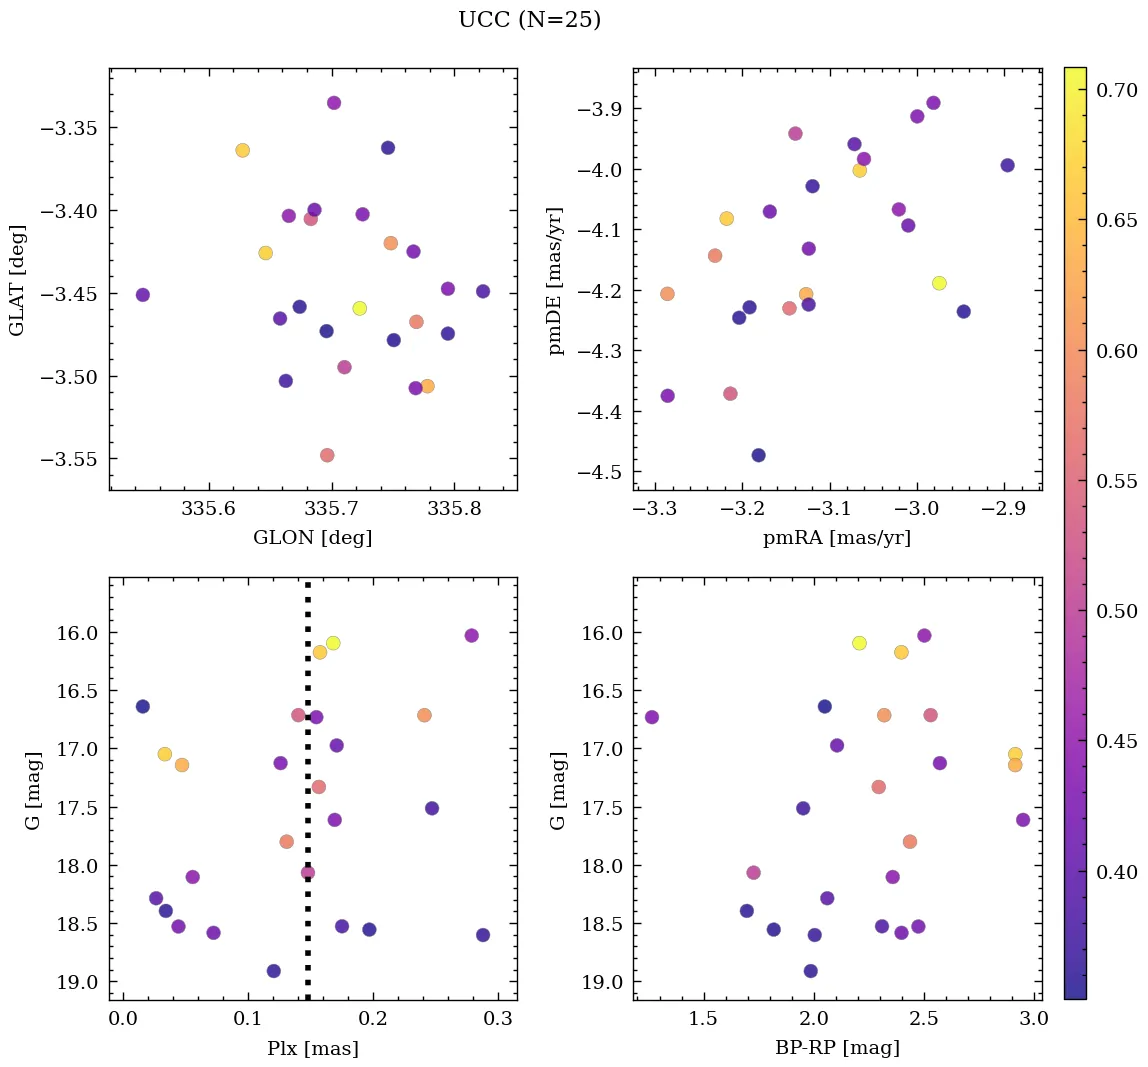 UCC (N=25)
−3.35
−3.40
−3.45
−3.50
−3.55
GLAT [deg]
335.6 335.7 335.8
GLON [deg]
−3.9
−4.0
−4.1
−4.2
−4.3
−4.4
−4.5
pmDE [mas/yr]
−3.3 −3.2 −3.1 −3.0 −2.9
pmRA [mas/yr]
16.0
16.5
17.0
17.5
18.0
18.5
19.0
G [mag]
0.0 0.1 0.2 0.3
Plx [mas]
16.0
16.5
17.0
17.5
18.0
18.5
19.0
G [mag]
1.5 2.0 2.5 3.0
BP-RP [mag]
0.70
0.65
0.60
0.55
0.50
0.45
0.40